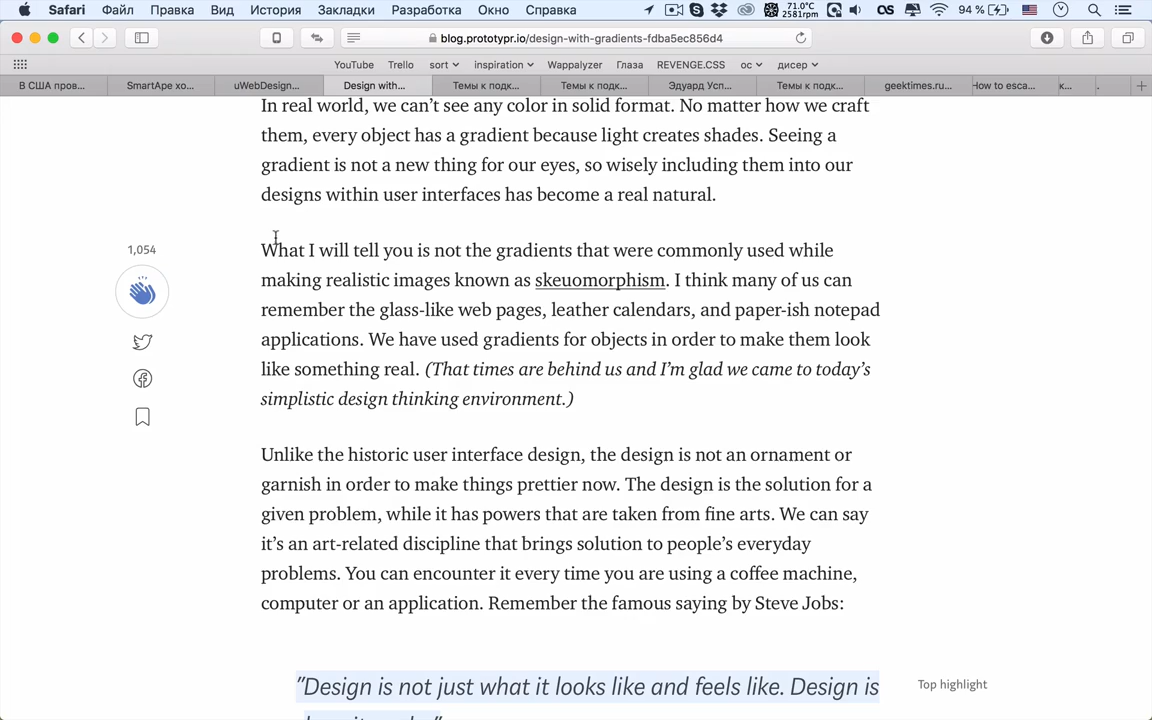 Safari Файл Правка Вид История Закладки Разработка Окно Справка 71.0°C 2581rpm 94 %
blog.prototypr.io/design-with-gradients-fdba5ec856d4
YouTube Trello sort inspiration Wappalyzer Глаза REVENGE.CSS ос дисер
В США пров... SmartApe хо... uWebDesign... Design with... Темы к подк... Темы к подк... Эдуард Усп... Темы к подк... geektimes.ru... How to esca... к... .
In real world, we can’t see any color in solid format. No matter how we craft
them, every object has a gradient because light creates shades. Seeing a
gradient is not a new thing for our eyes, so wisely including them into our
designs within user interfaces has become a real natural.
1,054
What I will tell you is not the gradients that were commonly used while
making realistic images known as skeuomorphism. I think many of us can
remember the glass-like web pages, leather calendars, and paper-ish notepad
applications. We have used gradients for objects in order to make them look
like something real. (That times are behind us and I’m glad we came to today’s
simplistic design thinking environment.)
Unlike the historic user interface design, the design is not an ornament or
garnish in order to make things prettier now. The design is the solution for a
given problem, while it has powers that are taken from fine arts. We can say
it’s an art-related discipline that brings solution to people’s everyday
problems. You can encounter it every time you are using a coffee machine,
computer or an application. Remember the famous saying by Steve Jobs:
”Design is not just what it looks like and feels like. Design is
Top highlight